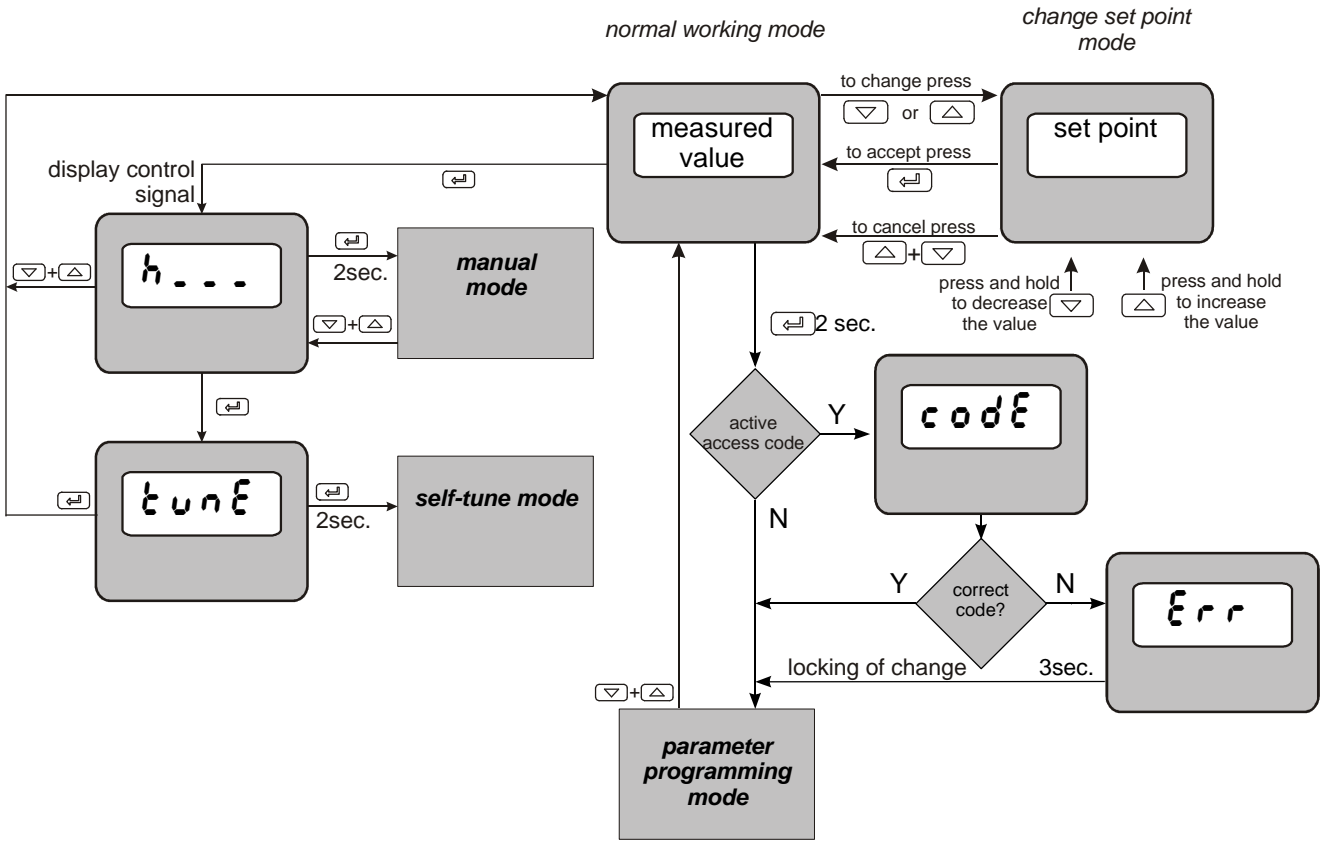 normal working mode
change set point
mode
to change press
or
measured
value
set point
to accept press
display control
signal
to cancel press
+
h _ _ _
2sec.
manual
mode
+
+
press and hold
to decrease
the value
press and hold
to increase
the value
2 sec.
active
access code
Y
codE
tunE
2sec.
self-tune mode
N
Y
correct
code?
N
Err
locking of change
3sec.
+
parameter
programming
mode